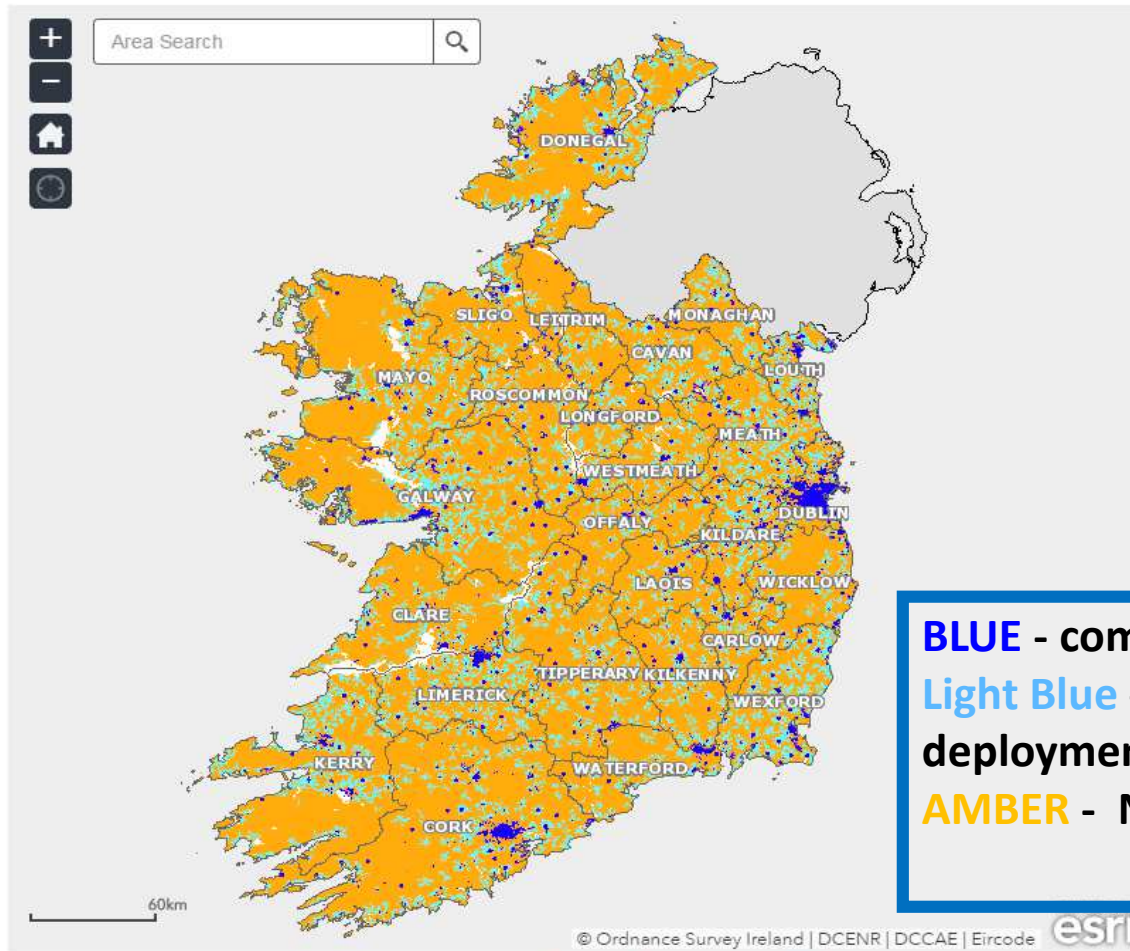 +
Area Search
−
DONEGAL
SLIGO
LEITRIM
MONAGHAN
CAVAN
LOUTH
MAYO
ROSCOMMON
LONGFORD
MEATH
WESTMEATH
GALWAY
DUBLIN
OFFALY
KILDARE
LAOIS
WICKLOW
CLARE
CARLOW
TIPPERARY
KILKENNY
LIMERICK
WEXFORD
KERRY
WATERFORD
CORK
BLUE - com
Light Blue
deploymen
AMBER - N
60km
© Ordnance Survey Ireland | DCENR | DCCAE | Eircode
esri